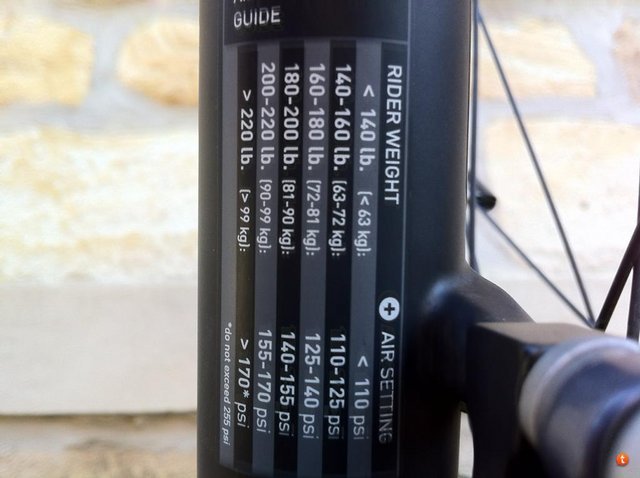 GUIDE
RIDER WEIGHT + AIR SETTING
< 140 lb. (< 63 kg): < 110 psi
140-160 lb. (63-72 kg): 110-125 psi
160-180 lb. (72-81 kg): 125-140 psi
180-200 lb. (81-90 kg): 140-155 psi
200-220 lb. (90-99 kg): 155-170 psi
> 220 lb. (> 99 kg): > 170* psi
*do not exceed 255 psi
t